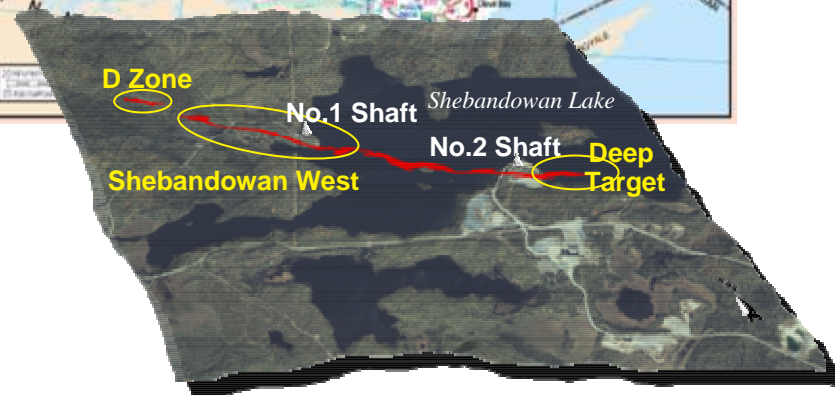 D Zone
No.1 Shaft
Shebandowan Lake
No.2 Shaft
Deep
Target
Shebandowan West